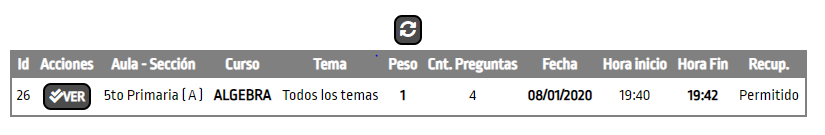 Id Acciones Aula - Sección Curso Tema Peso Cnt. Preguntas Fecha Hora inicio Hora Fin Recup.
26 VER 5to Primaria ( A ) ALGEBRA Todos los temas 1 4 08/01/2020 19:40 19:42 Permitido